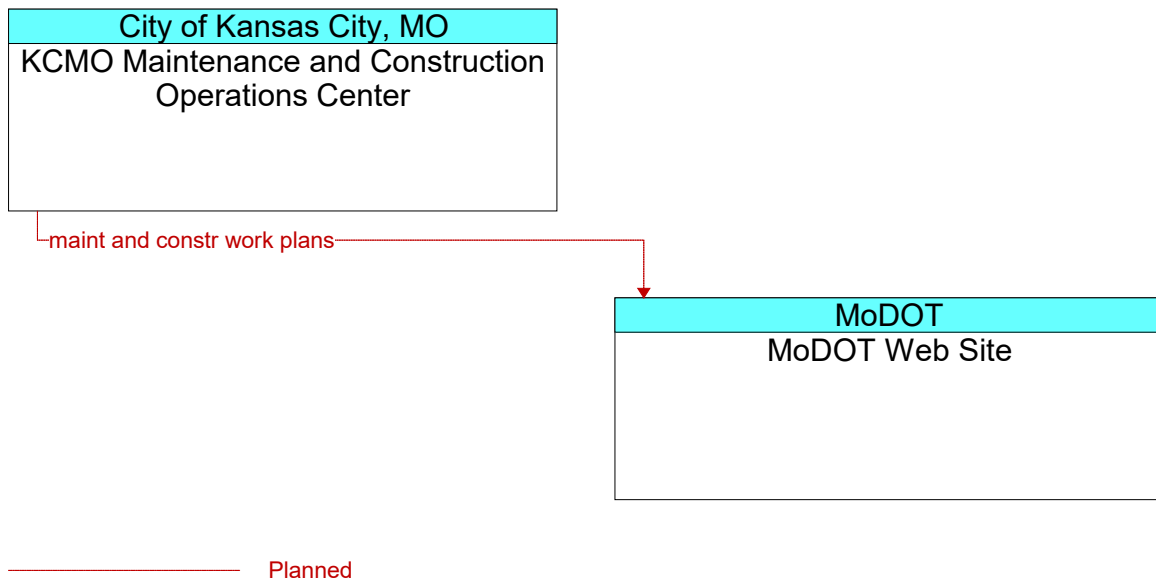 City of Kansas City, MO
KCMO Maintenance and Construction
Operations Center
maint and constr work plans
MoDOT
MoDOT Web Site
Planned